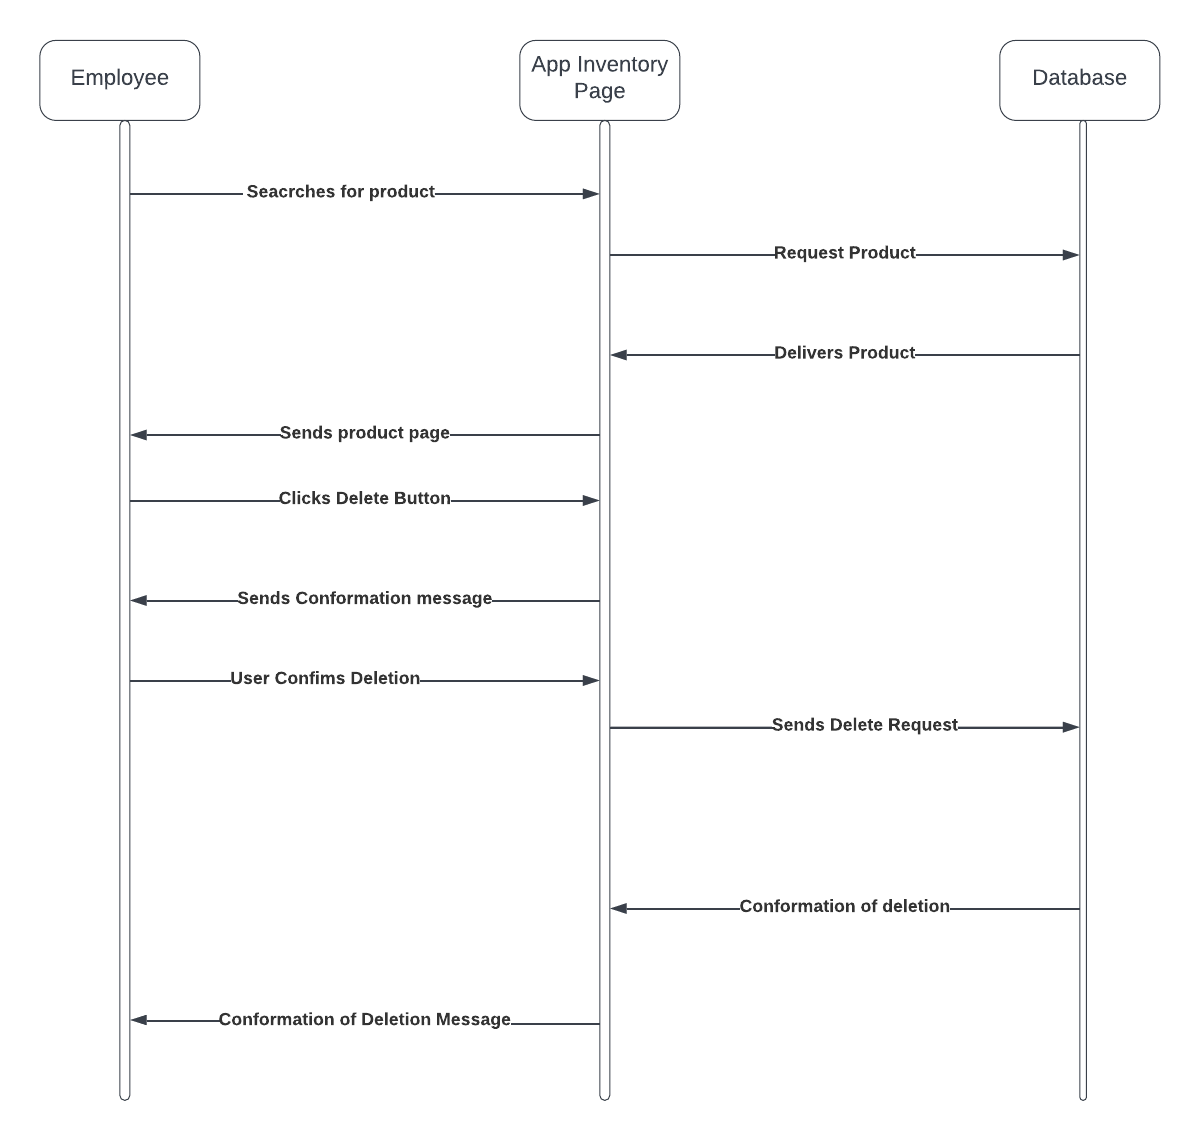 Employee
App Inventory
Page
Database
Seacrches for product
Request Product
Delivers Product
Sends product page
Clicks Delete Button
Sends Conformation message
User Confims Deletion
Sends Delete Request
Conformation of deletion
Conformation of Deletion Message